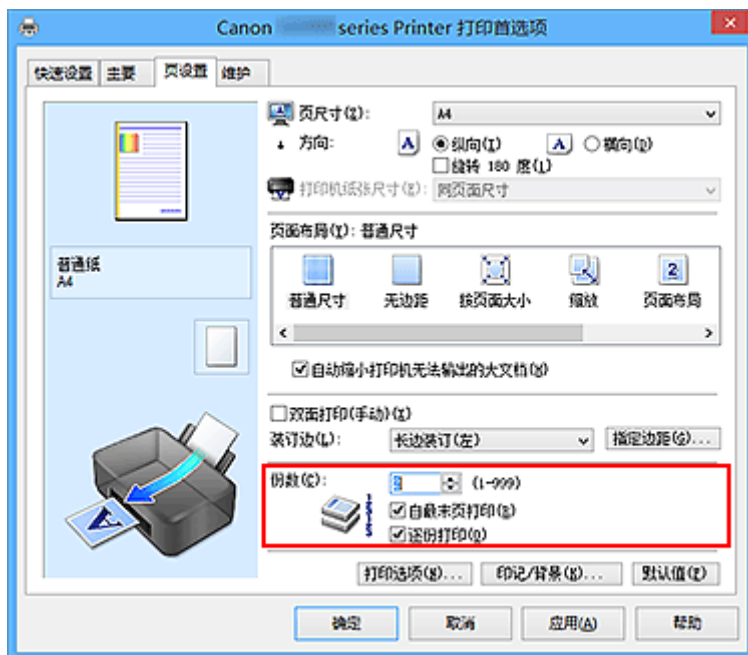 Canon series Printer 打印首选项
快速设置 主要 页设置 维护
页尺寸(Z): A4
方向: A 纵向(I) A 横向(D)
旋转 180 度(L)
打印机纸张尺寸(E): 同页面尺寸
页面布局(Y): 普通尺寸
普通纸
A4
普通尺寸 无边距 按页面大小 缩放 页面布局
自动缩小打印机无法输出的大文档(W)
双面打印(手动)(X)
装订边(L): 长边装订(左) 指定边距(G)...
份数(C): (1-999)
自最末页打印(S)
逐份打印(O)
打印选项(N)... 印记/背景(K)... 默认值(F)
确定 取消 应用(A) 帮助